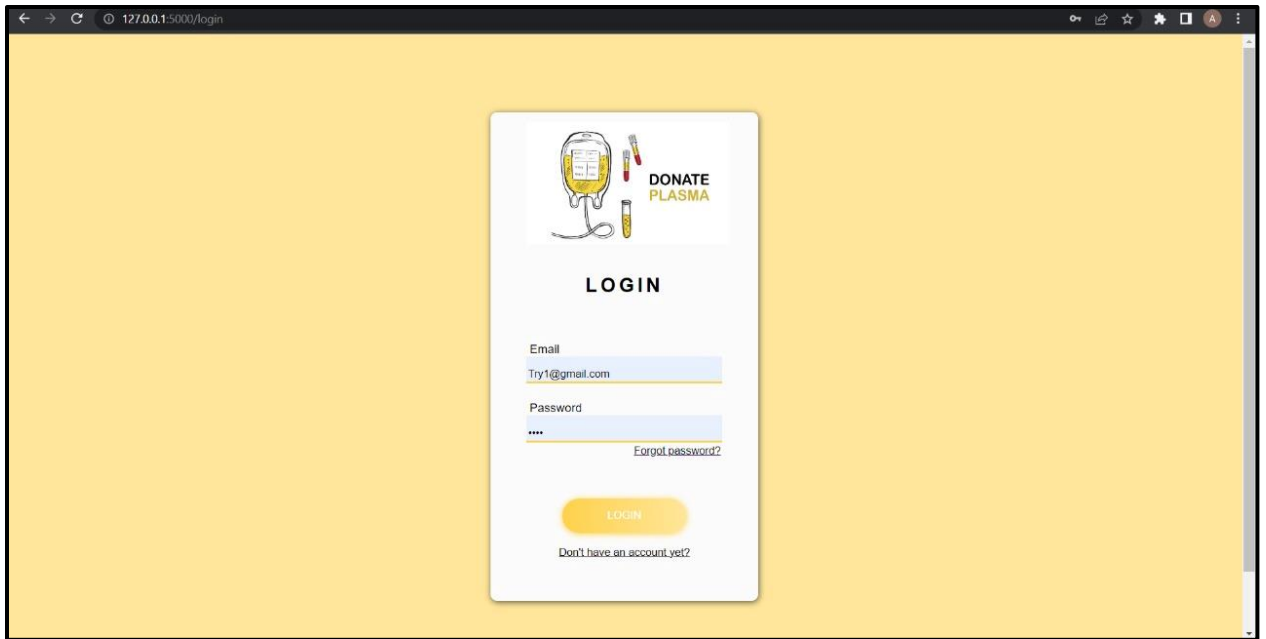 127.0.0.1:5000/login
A
DONATE
PLASMA
LOGIN
Email
Try1@gmail.com
Password
••••
Forgot password?
LOGIN
Don't have an account yet?